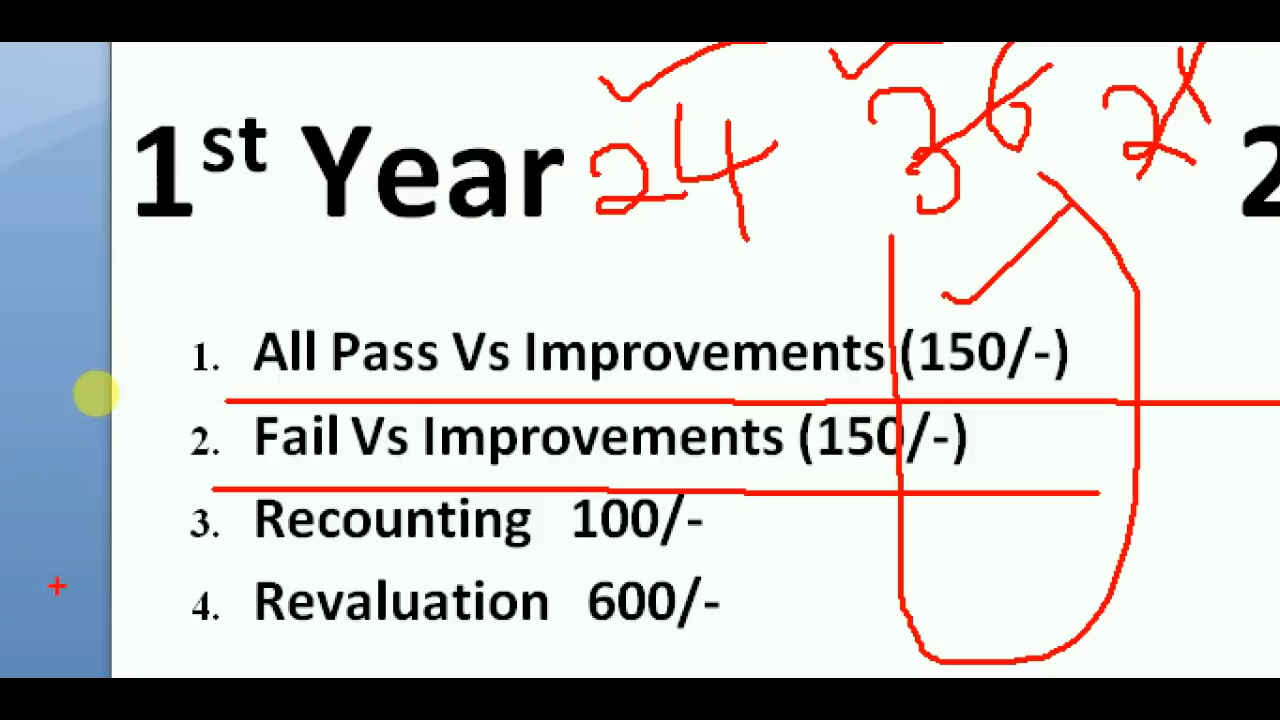 1st Year 24 36 2
1. All Pass Vs Improvements (150/-)
2. Fail Vs Improvements (150/-)
3. Recounting 100/-
4. Revaluation 600/-